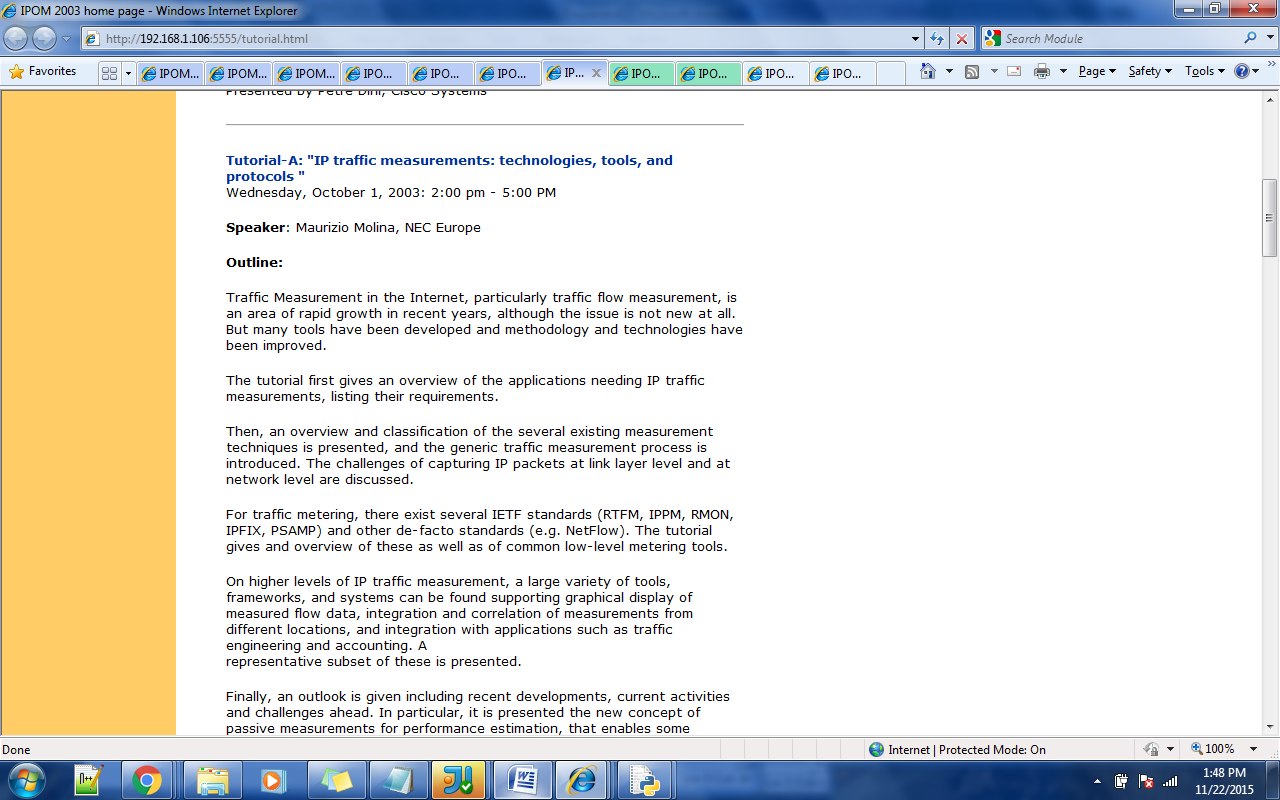 IPOM 2003 home page - Windows Internet Explorer
http://192.168.1.106:5555/tutorial.html
Search Module
Favorites
IPOM...
IPOM...
IPOM...
IPO...
IPO...
IPO...
IP...
IPO...
IPO...
IPO...
IPO...
Page
Safety
Tools
Presented by Petre Dini, Cisco Systems
Tutorial-A: "IP traffic measurements: technologies, tools, and
protocols "
Wednesday, October 1, 2003: 2:00 pm - 5:00 PM
Speaker: Maurizio Molina, NEC Europe
Outline:
Traffic Measurement in the Internet, particularly traffic flow measurement, is
an area of rapid growth in recent years, although the issue is not new at all.
But many tools have been developed and methodology and technologies have
been improved.
The tutorial first gives an overview of the applications needing IP traffic
measurements, listing their requirements.
Then, an overview and classification of the several existing measurement
techniques is presented, and the generic traffic measurement process is
introduced. The challenges of capturing IP packets at link layer level and at
network level are discussed.
For traffic metering, there exist several IETF standards (RTFM, IPPM, RMON,
IPFIX, PSAMP) and other de-facto standards (e.g. NetFlow). The tutorial
gives and overview of these as well as of common low-level metering tools.
On higher levels of IP traffic measurement, a large variety of tools,
frameworks, and systems can be found supporting graphical display of
measured flow data, integration and correlation of measurements from
different locations, and integration with applications such as traffic
engineering and accounting. A
representative subset of these is presented.
Finally, an outlook is given including recent developments, current activities
and challenges ahead. In particular, it is presented the new concept of
passive measurements for performance estimation, that enables some
Done
Internet | Protected Mode: On
100%
1:48 PM
11/22/2015